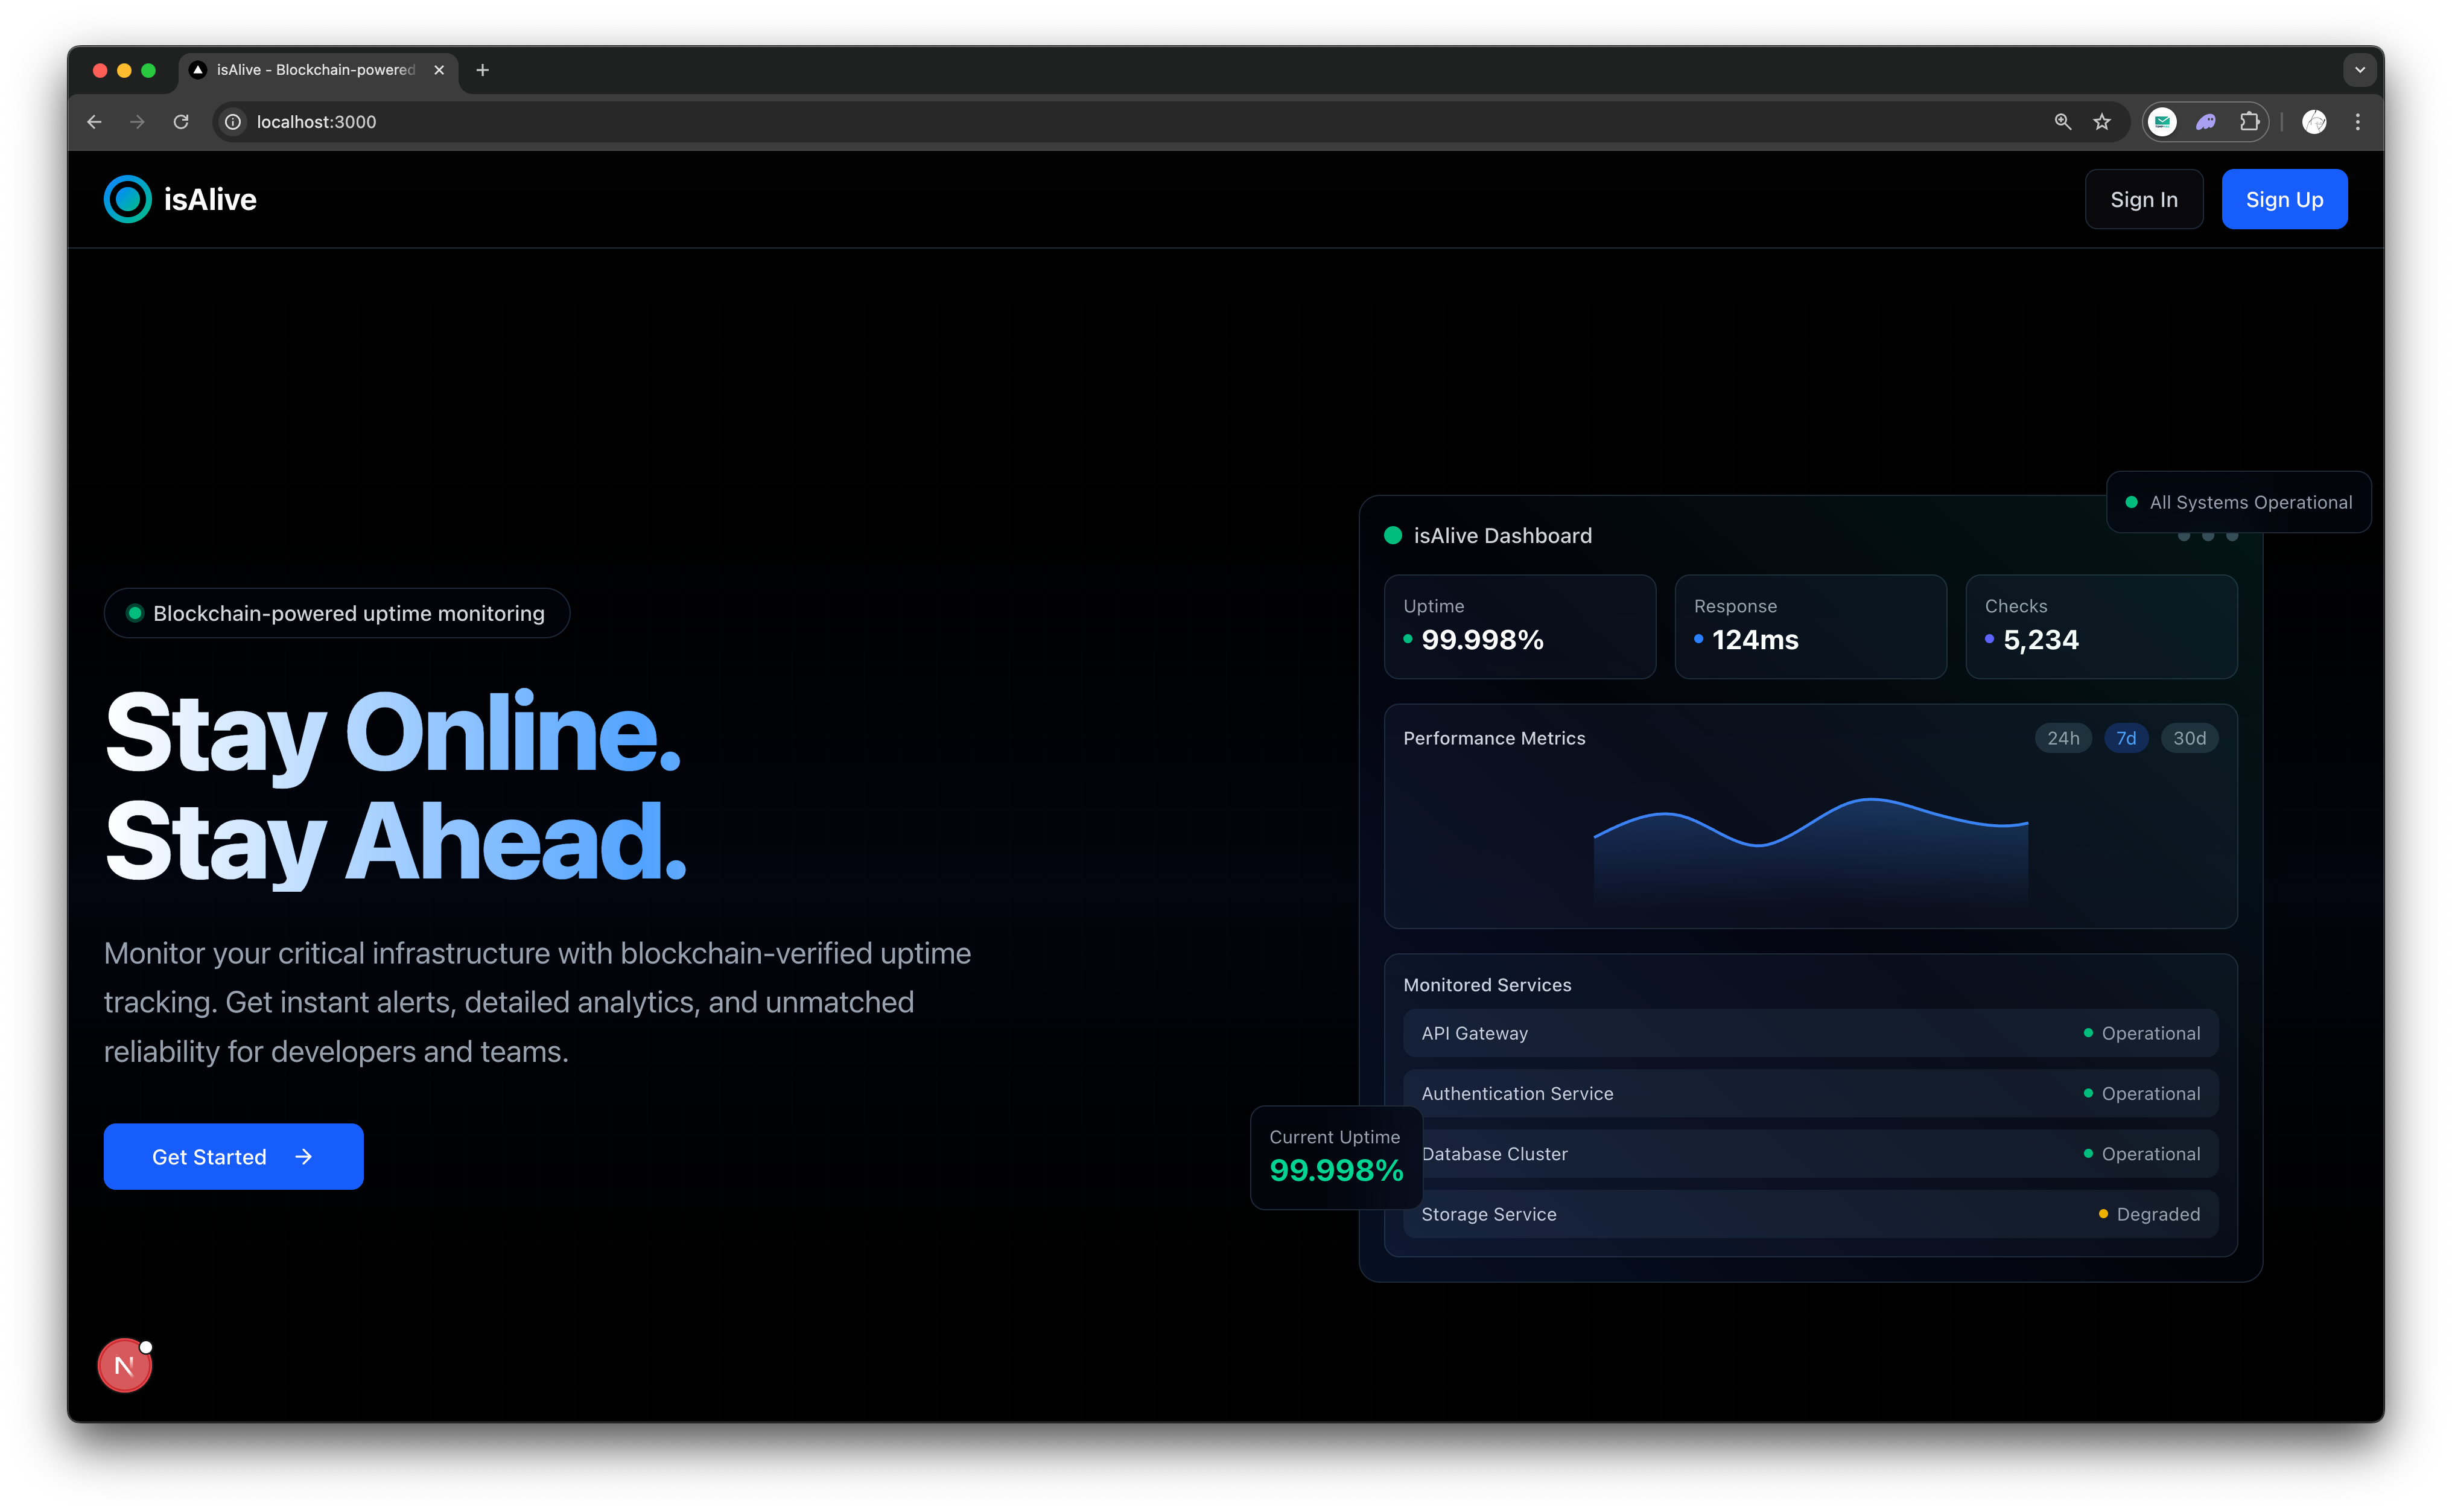 isAlive - Blockchain-powered
localhost:3000
isAlive
Sign In
Sign Up
Blockchain-powered uptime monitoring
Stay Online.
Stay Ahead.
Monitor your critical infrastructure with blockchain-verified uptime
tracking. Get instant alerts, detailed analytics, and unmatched
reliability for developers and teams.
Get Started
All Systems Operational
isAlive Dashboard
Uptime
99.998%
Response
124ms
Checks
5,234
Performance Metrics
24h
7d
30d
Monitored Services
API Gateway
Operational
Authentication Service
Operational
Database Cluster
Operational
Storage Service
Degraded
Current Uptime
99.998%
N